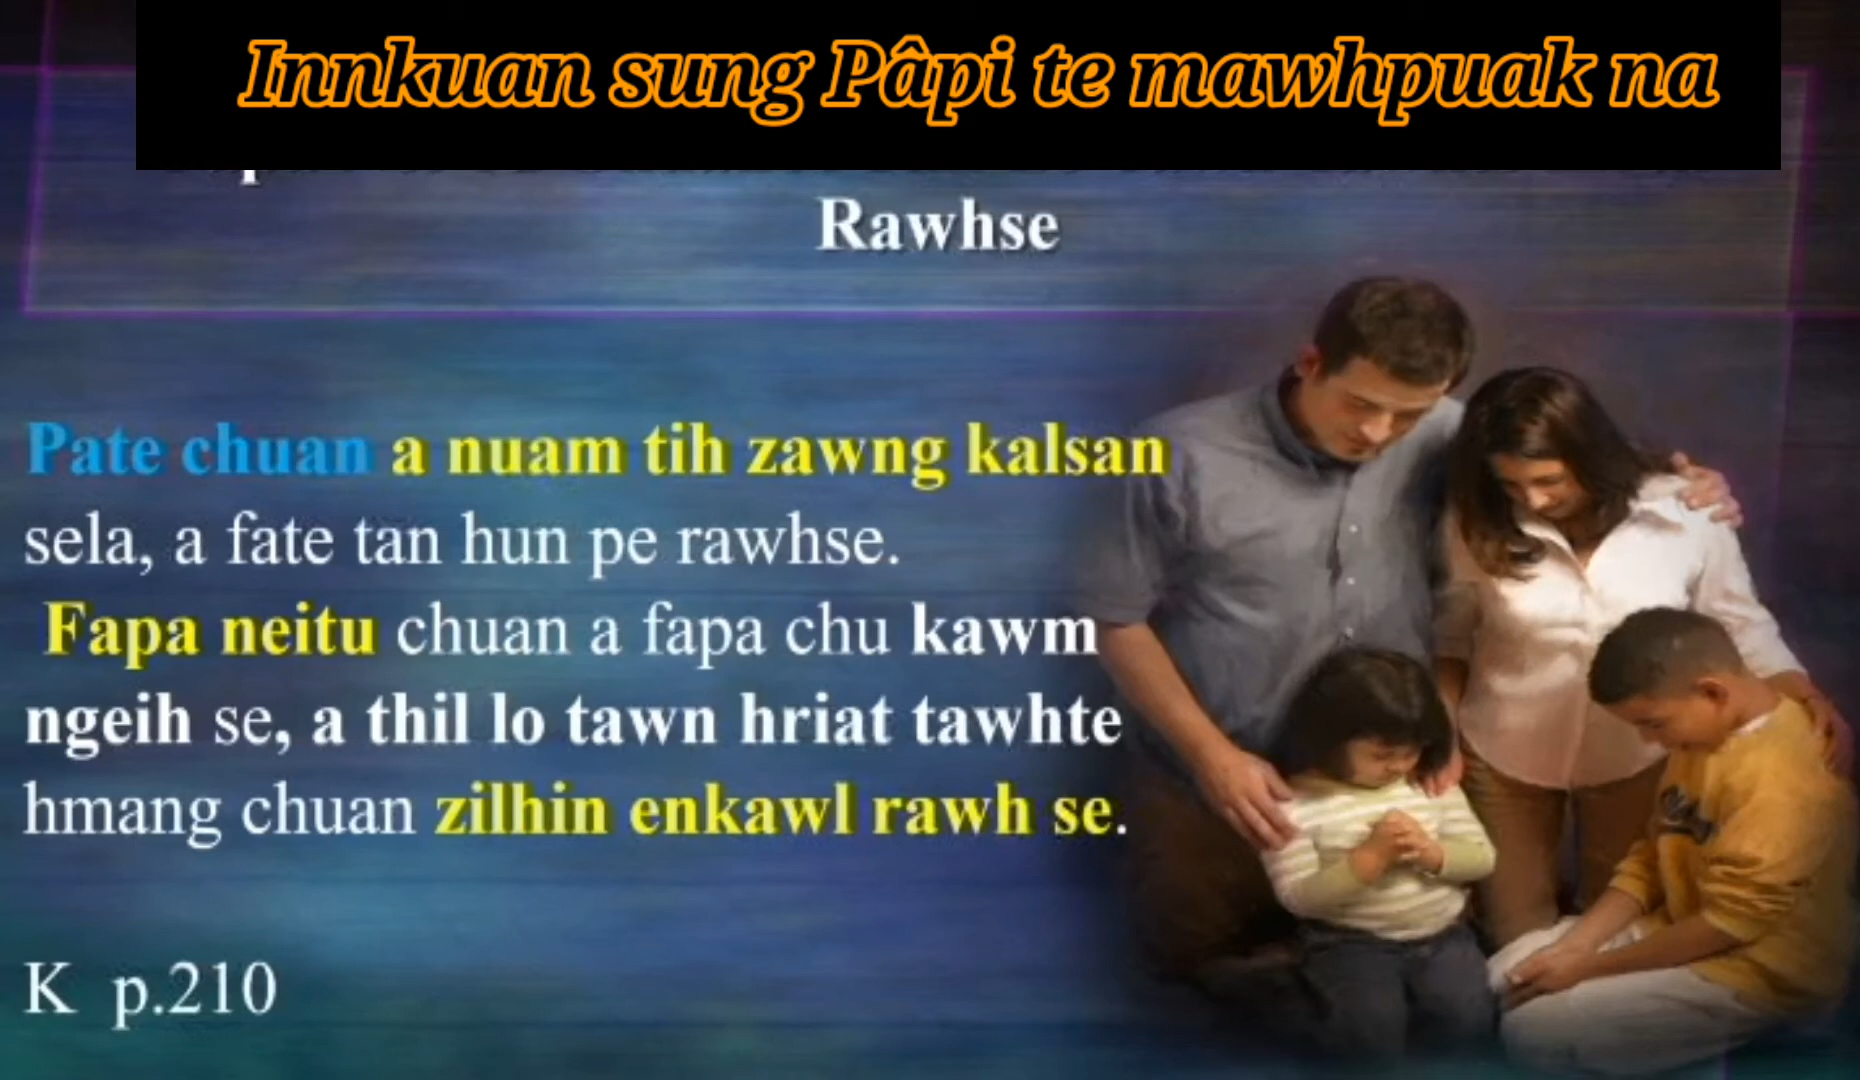 Innkuan sung Pâpi te mawhpuak na
Rawhse
Pate chuan a nuam tih zawng kalsan
sela, a fate tan hun pe rawhse.
Fapa neitu chuan a fapa chu kawm
ngeih se, a thil lo tawn hriat tawhte
hmang chuan zilhin enkawl rawh se.
K p.210